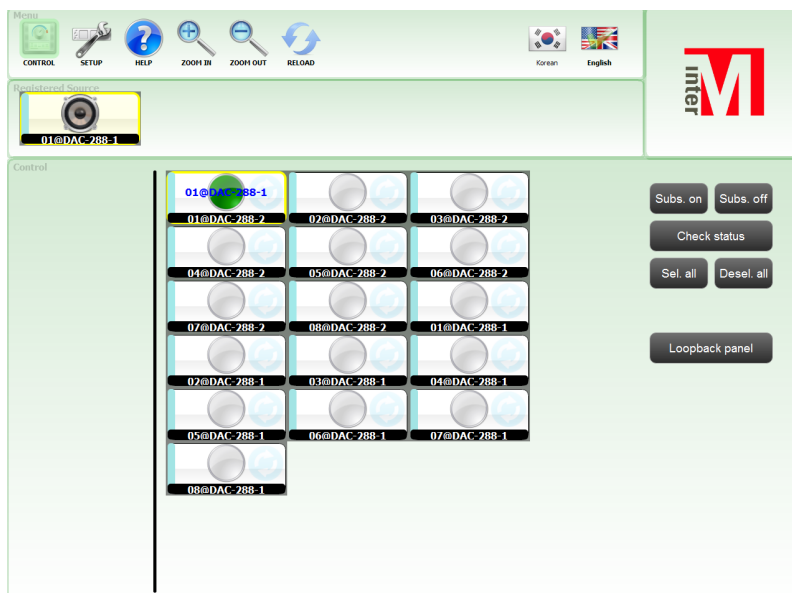 Menu
CONTROL SETUP HELP ZOOM IN ZOOM OUT RELOAD Korean English
inter M
Registered Source
01@DAC-288-1
Control
01@DAC-288-1
01@DAC-288-2 02@DAC-288-2 03@DAC-288-2
04@DAC-288-2 05@DAC-288-2 06@DAC-288-2
07@DAC-288-2 08@DAC-288-2 01@DAC-288-1
02@DAC-288-1 03@DAC-288-1 04@DAC-288-1
05@DAC-288-1 06@DAC-288-1 07@DAC-288-1
08@DAC-288-1
Subs. on Subs. off
Check status
Sel. all Desel. all
Loopback panel